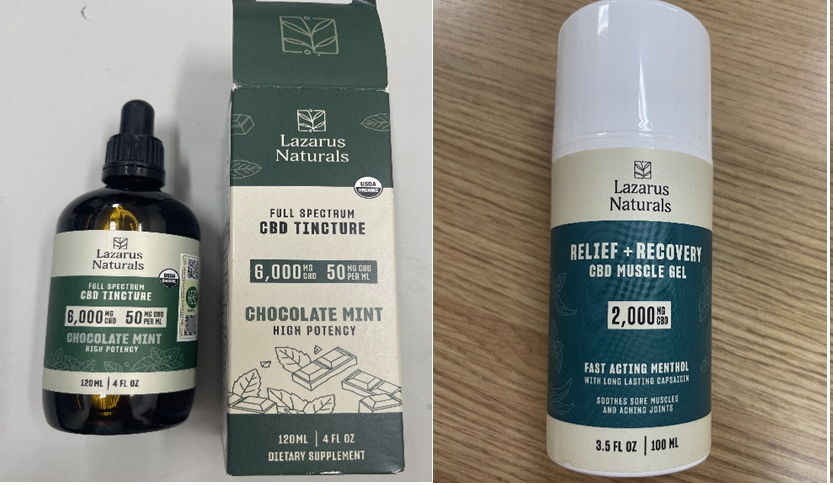 Lazarus
Naturals
USDA
ORGANIC
FULL SPECTRUM
CBD TINCTURE
6,000 MG CBD 50 MG CBD PER ML
CHOCOLATE MINT
HIGH POTENCY
120ML | 4 FL OZ
Lazarus
Naturals
USDA
ORGANIC
FULL SPECTRUM
CBD TINCTURE
6,000 MG CBD 50 MG CBD PER ML
CHOCOLATE MINT
HIGH POTENCY
120ML | 4 FL OZ
DIETARY SUPPLEMENT
Lazarus
Naturals
RELIEF + RECOVERY
CBD MUSCLE GEL
2,000 MG CBD
FAST ACTING MENTHOL
WITH LONG LASTING CAPSAICIN
SOOTHES SORE MUSCLES
AND ACHING JOINTS
3.5 FL OZ | 100 ML